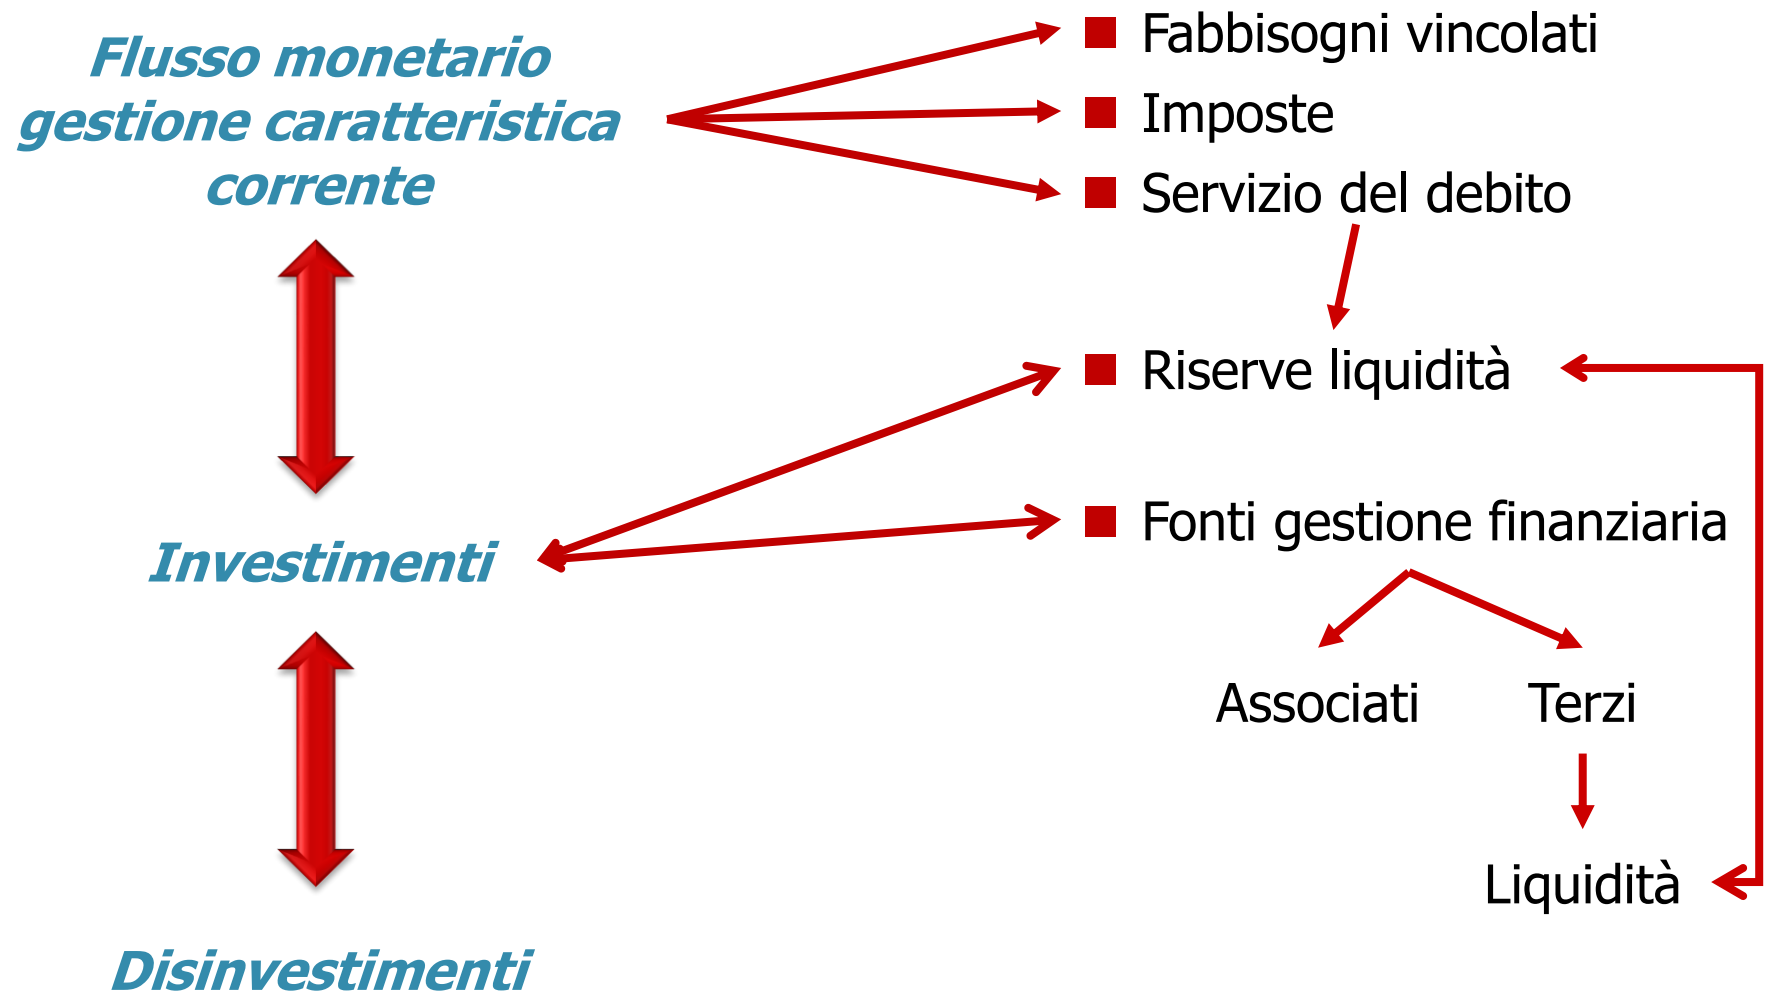 Flusso monetario
gestione caratteristica
corrente
Fabbisogni vincolati
Imposte
Servizio del debito
Riserve liquidità
Investimenti
Fonti gestione finanziaria
Associati
Terzi
Liquidità
Disinvestimenti